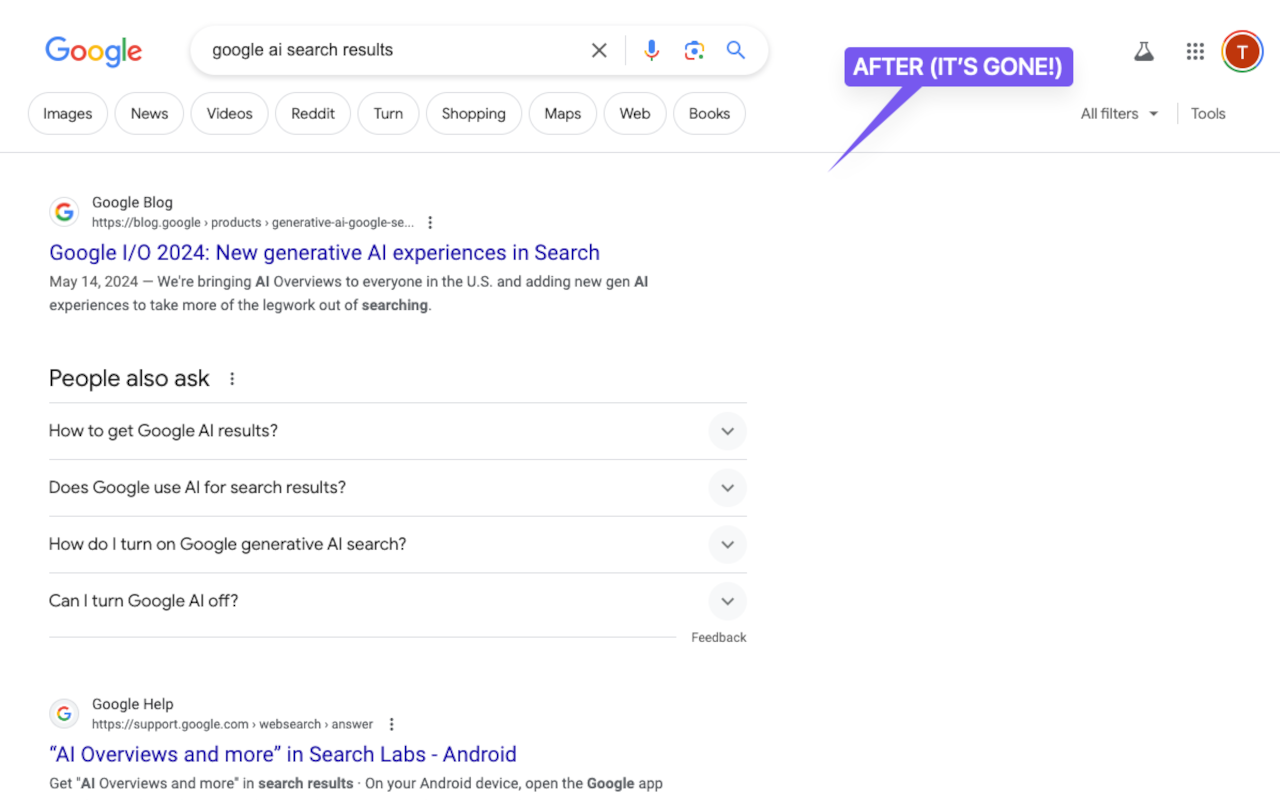 Google
google ai search results
AFTER (IT’S GONE!)
T
Images
News
Videos
Reddit
Turn
Shopping
Maps
Web
Books
All filters
Tools
Google Blog
https://blog.google › products › generative-ai-google-se...
Google I/O 2024: New generative AI experiences in Search
May 14, 2024 — We're bringing AI Overviews to everyone in the U.S. and adding new gen AI
experiences to take more of the legwork out of searching.
People also ask
How to get Google AI results?
Does Google use AI for search results?
How do I turn on Google generative AI search?
Can I turn Google AI off?
Feedback
Google Help
https://support.google.com › websearch › answer
“AI Overviews and more” in Search Labs - Android
Get "AI Overviews and more" in search results · On your Android device, open the Google app